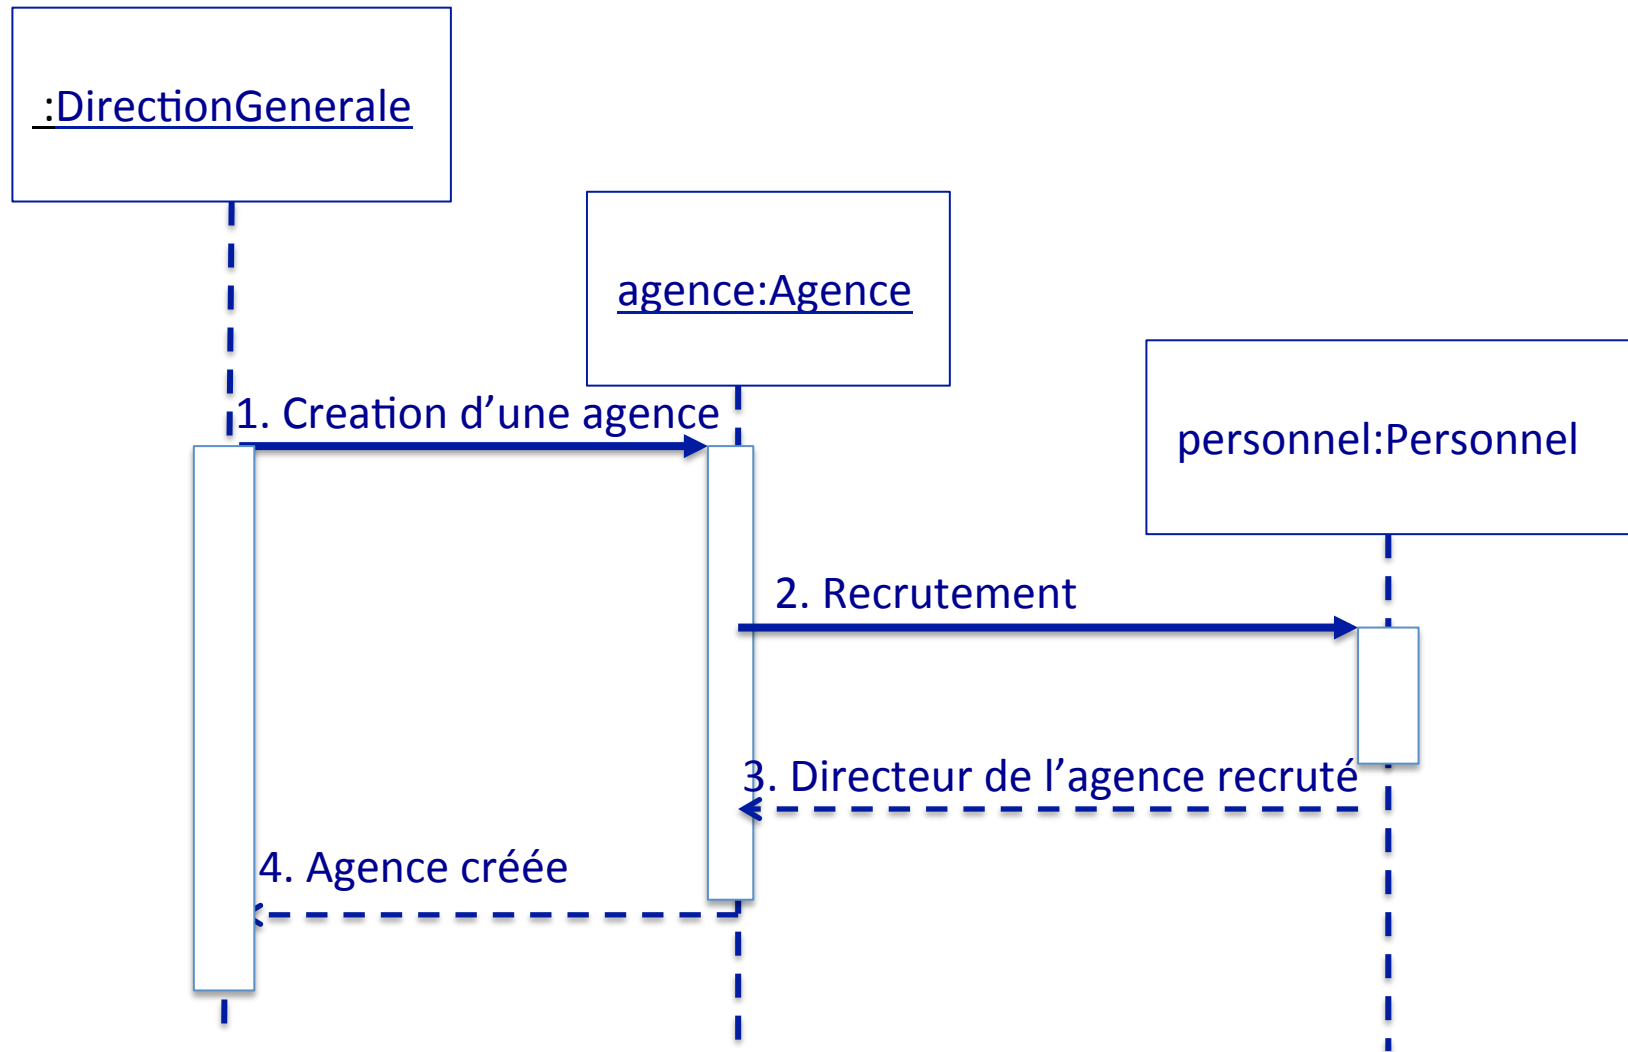 :DirectionGenerale
agence:Agence
1. Creation d’une agence
personnel:Personnel
2. Recrutement
3. Directeur de l’agence recruté
4. Agence créée